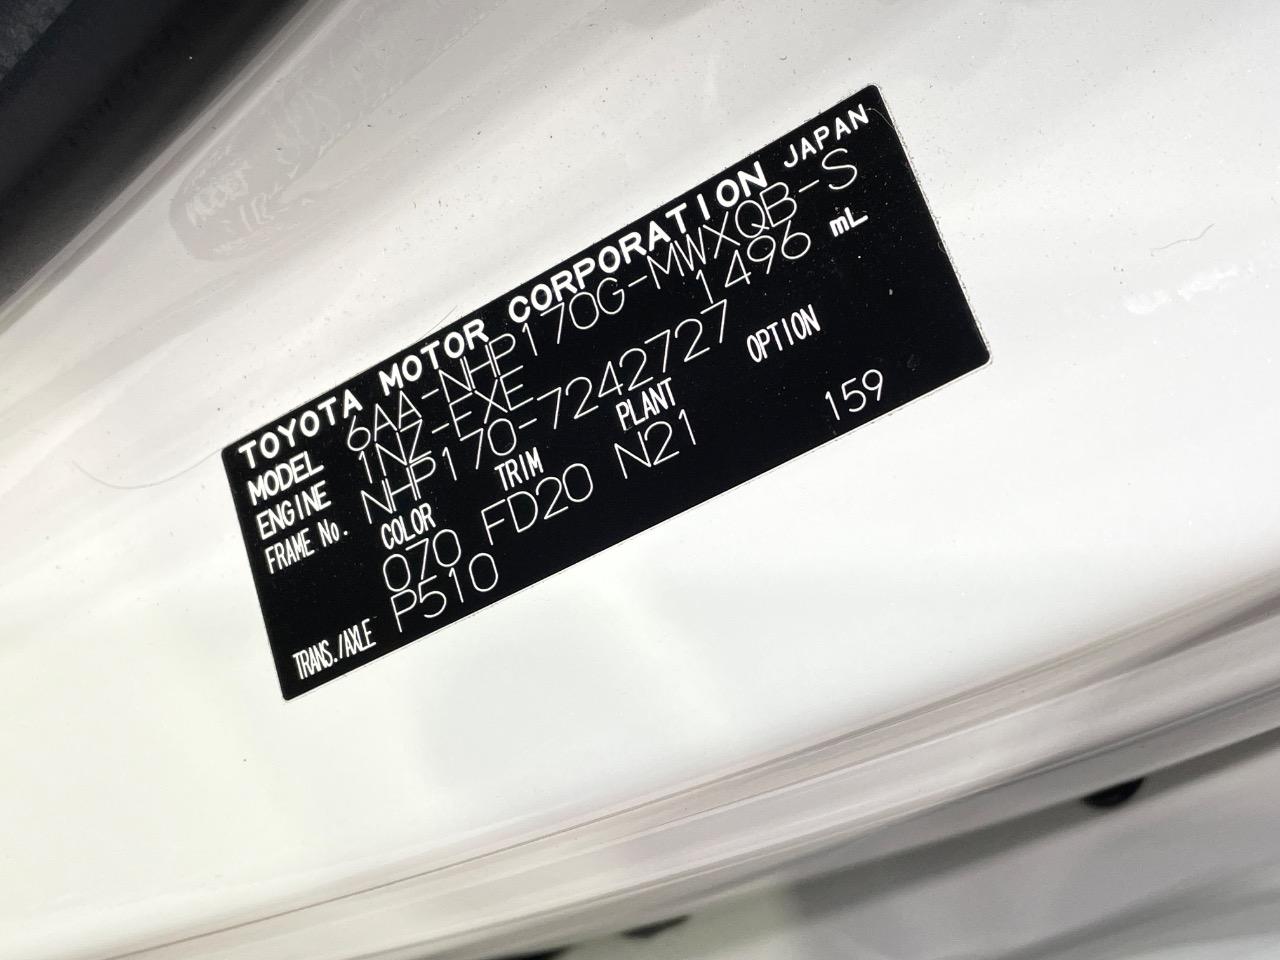 TOYOTA MOTOR CORPORATION JAPAN
MODEL 6AA-NHP170G-MWXQB-S
ENGINE 1NZ-FXE 1496 mL
FRAME No. NHP170-7242727
COLOR TRIM PLANT OPTION
070 FD20 N21 159
TRANS./AXLE P510